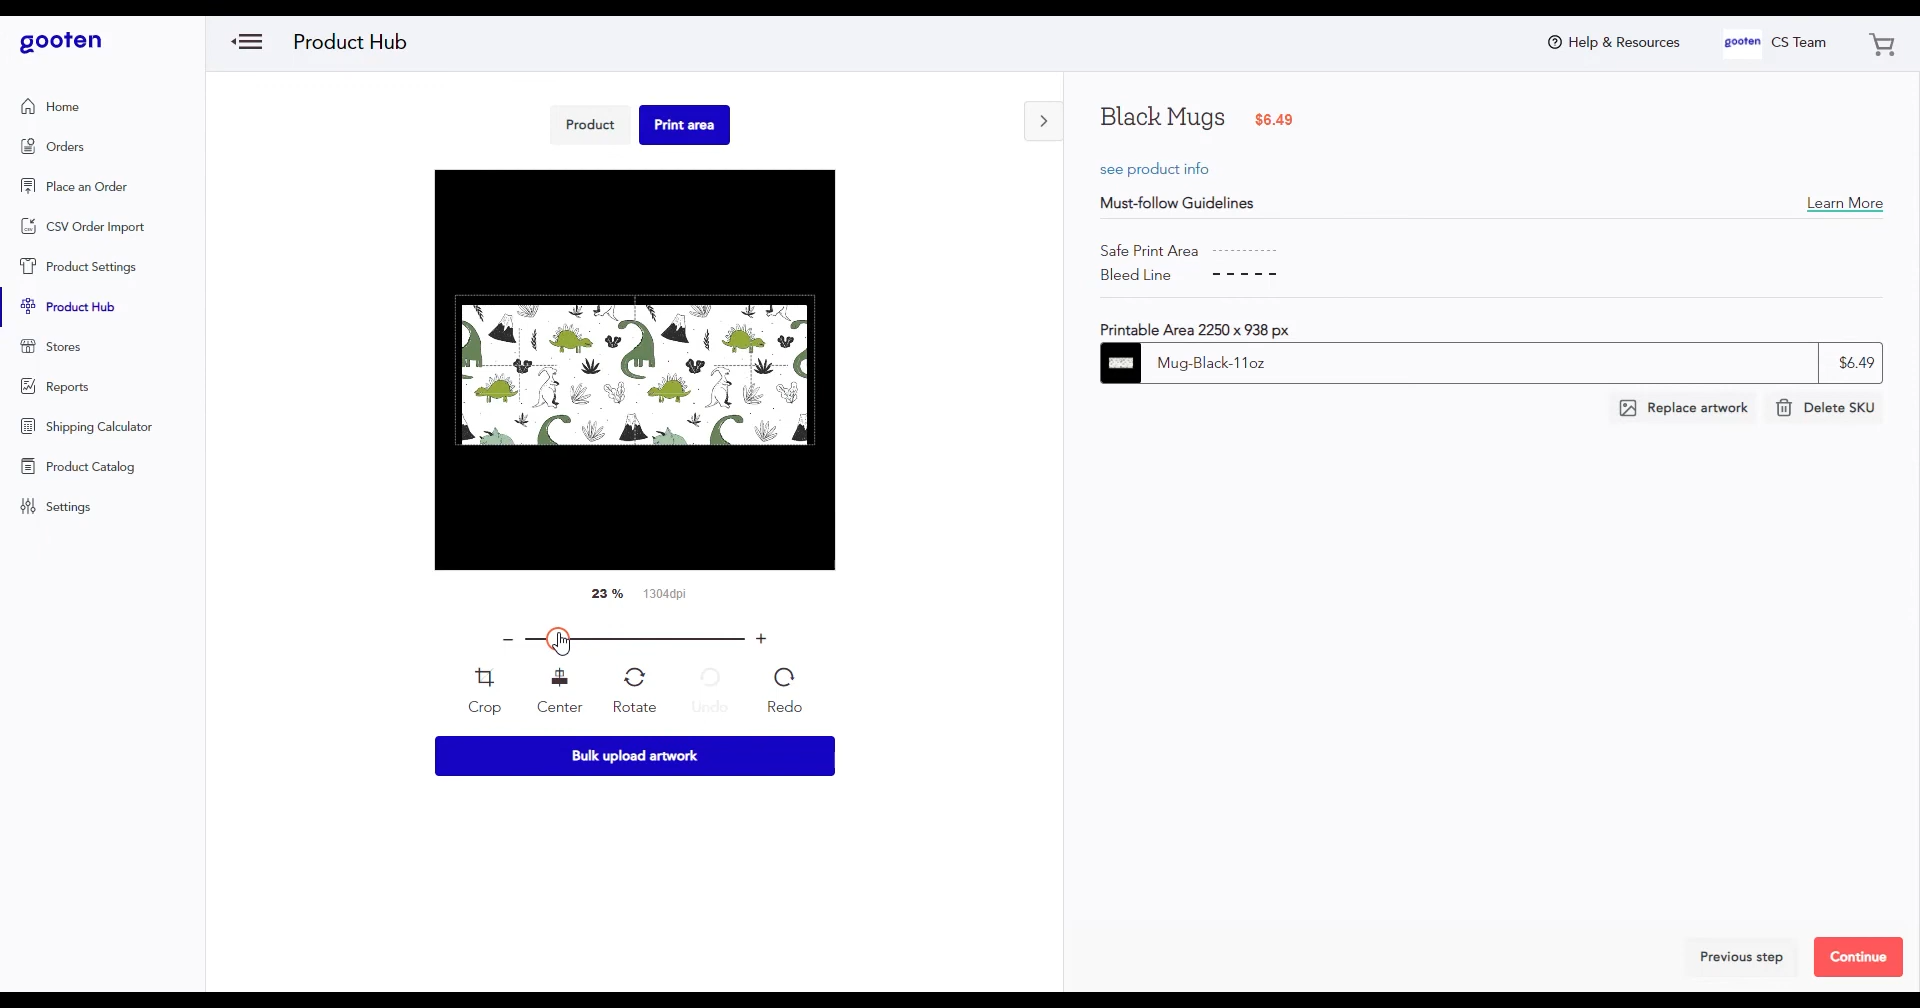 gooten
Product Hub
Help & Resources
gooten
CS Team
Home
Orders
Place an Order
CSV Order Import
Product Settings
Product Hub
Stores
Reports
Shipping Calculator
Product Catalog
Settings
Product
Print area
23 %
1304dpi
Crop
Center
Rotate
Undo
Redo
Bulk upload artwork
Black Mugs $6.49
see product info
Must-follow Guidelines
Learn More
Safe Print Area
Bleed Line
Printable Area 2250 x 938 px
Mug-Black-11oz
$6.49
Replace artwork
Delete SKU
Previous step
Continue